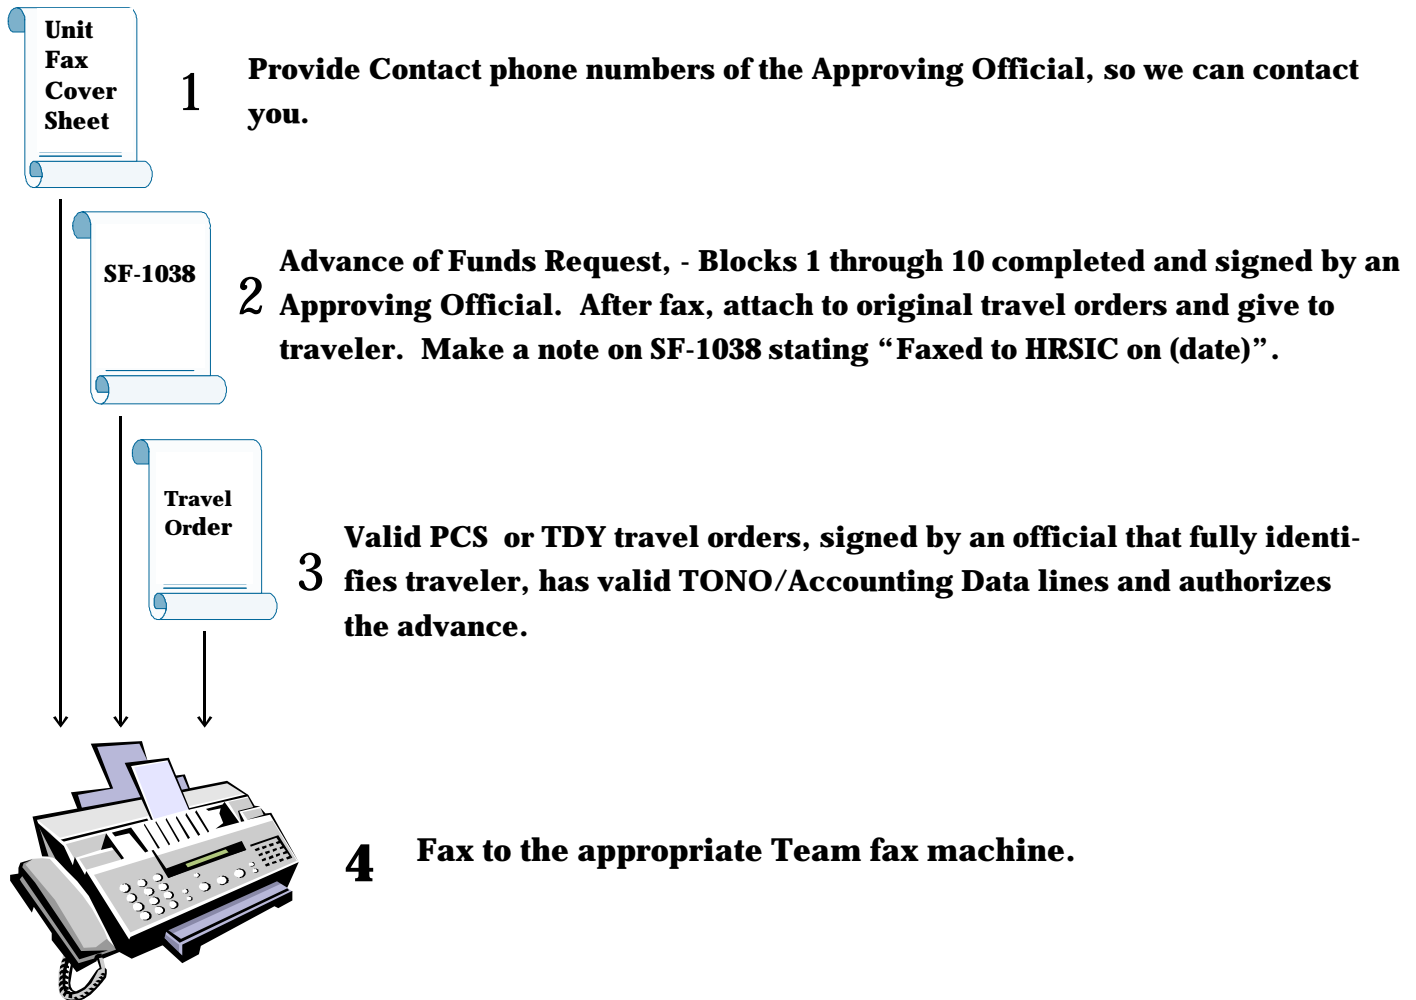 Unit
Fax
Cover
Sheet
1
Provide Contact phone numbers of the Approving Official, so we can contact
you.
SF-1038
2
Advance of Funds Request, - Blocks 1 through 10 completed and signed by an
Approving Official. After fax, attach to original travel orders and give to
traveler. Make a note on SF-1038 stating “Faxed to HRSIC on (date)”.
Travel
Order
3
Valid PCS or TDY travel orders, signed by an official that fully identi-
fies traveler, has valid TONO/Accounting Data lines and authorizes
the advance.
4
Fax to the appropriate Team fax machine.